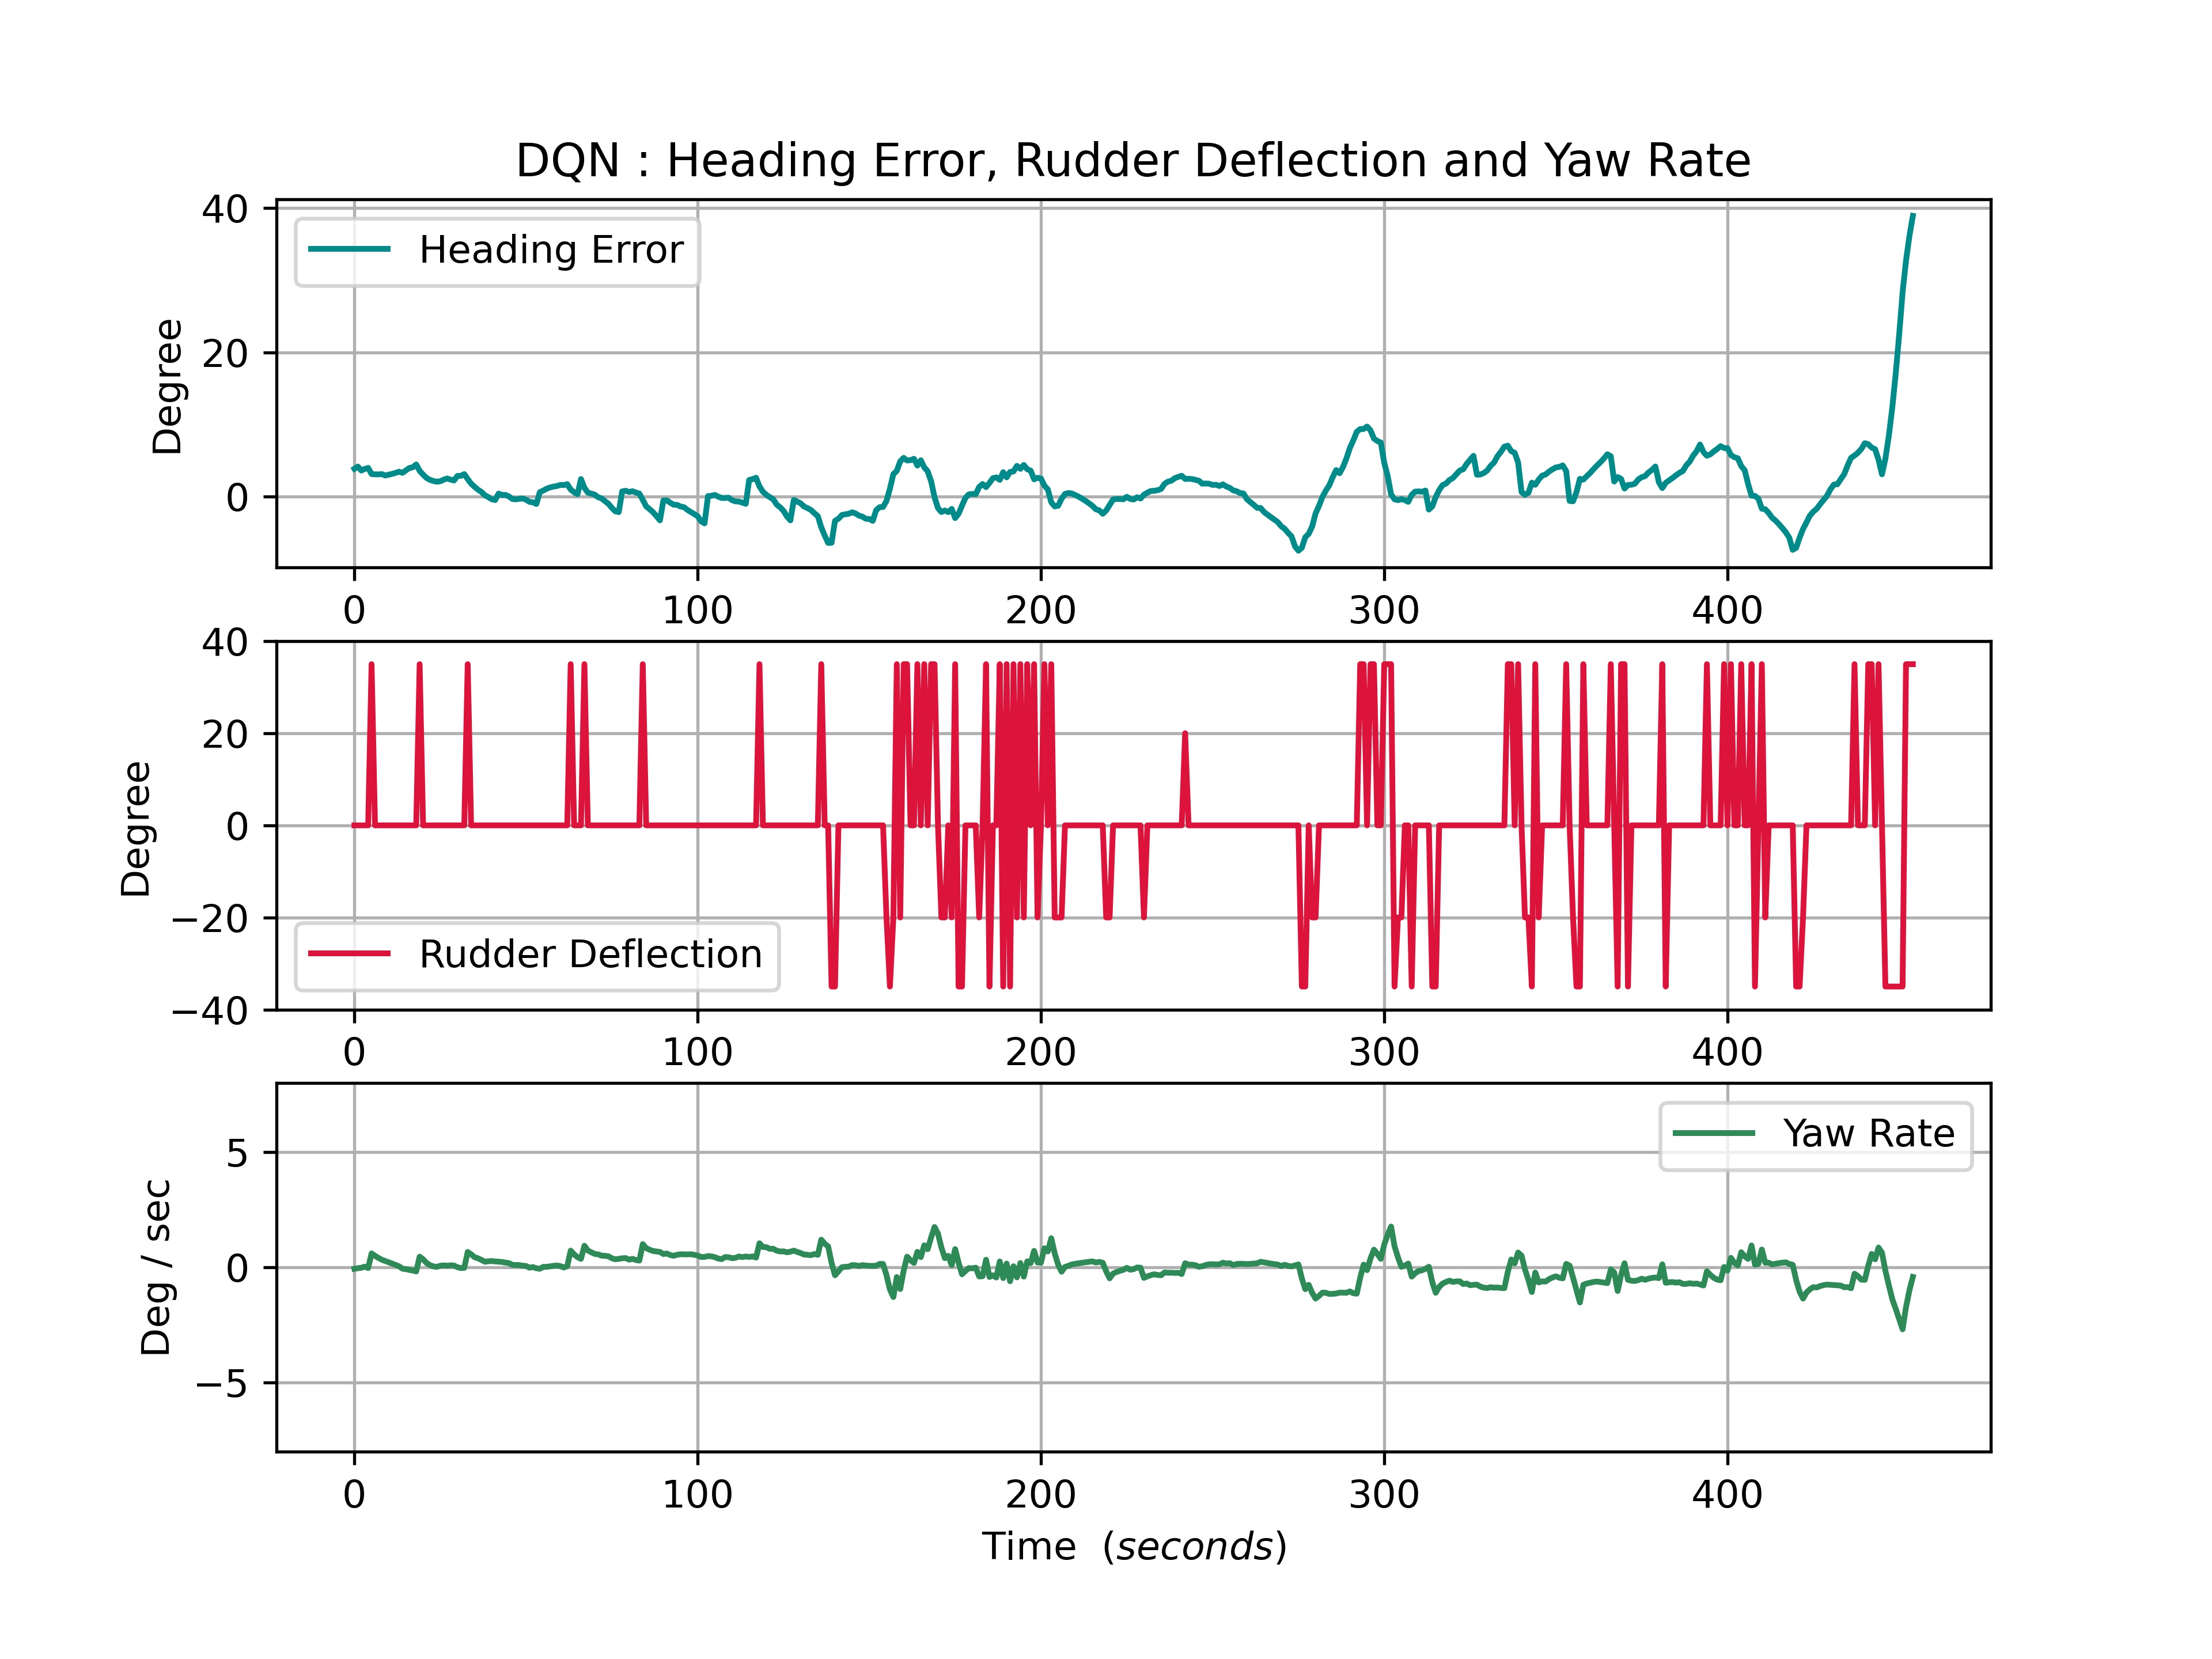 DQN : Heading Error, Rudder Deflection and Yaw Rate
40
20
0
Degree
Heading Error
0 100 200 300 400
40
20
0
−20
−40
Degree
Rudder Deflection
0 100 200 300 400
5
0
−5
Deg / sec
Yaw Rate
0 100 200 300 400
Time (seconds)